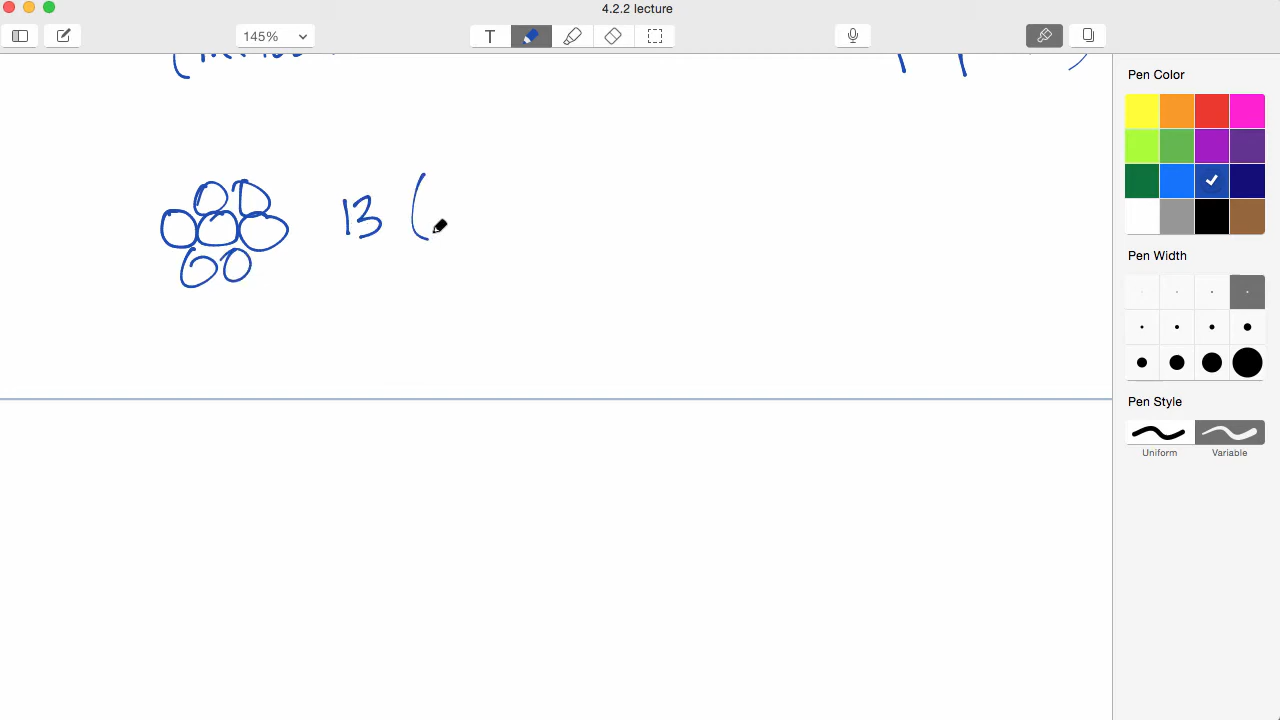 4.2.2 lecture
145%
T
Pen Color
13 (
Pen Width
Pen Style
Uniform Variable